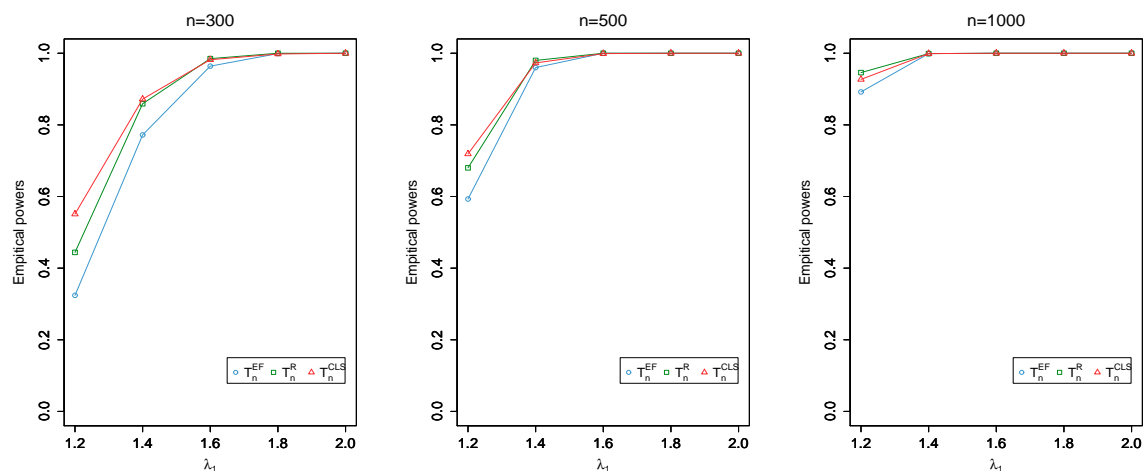 n=300
Empitical powers
1.0
0.8
0.6
0.4
0.2
0.0
T_n^EF T_n^R T_n^CLS
1.2 1.4 1.6 1.8 2.0
λ₁
n=500
Empitical powers
1.0
0.8
0.6
0.4
0.2
0.0
T_n^EF T_n^R T_n^CLS
1.2 1.4 1.6 1.8 2.0
λ₁
n=1000
Empitical powers
1.0
0.8
0.6
0.4
0.2
0.0
T_n^EF T_n^R T_n^CLS
1.2 1.4 1.6 1.8 2.0
λ₁